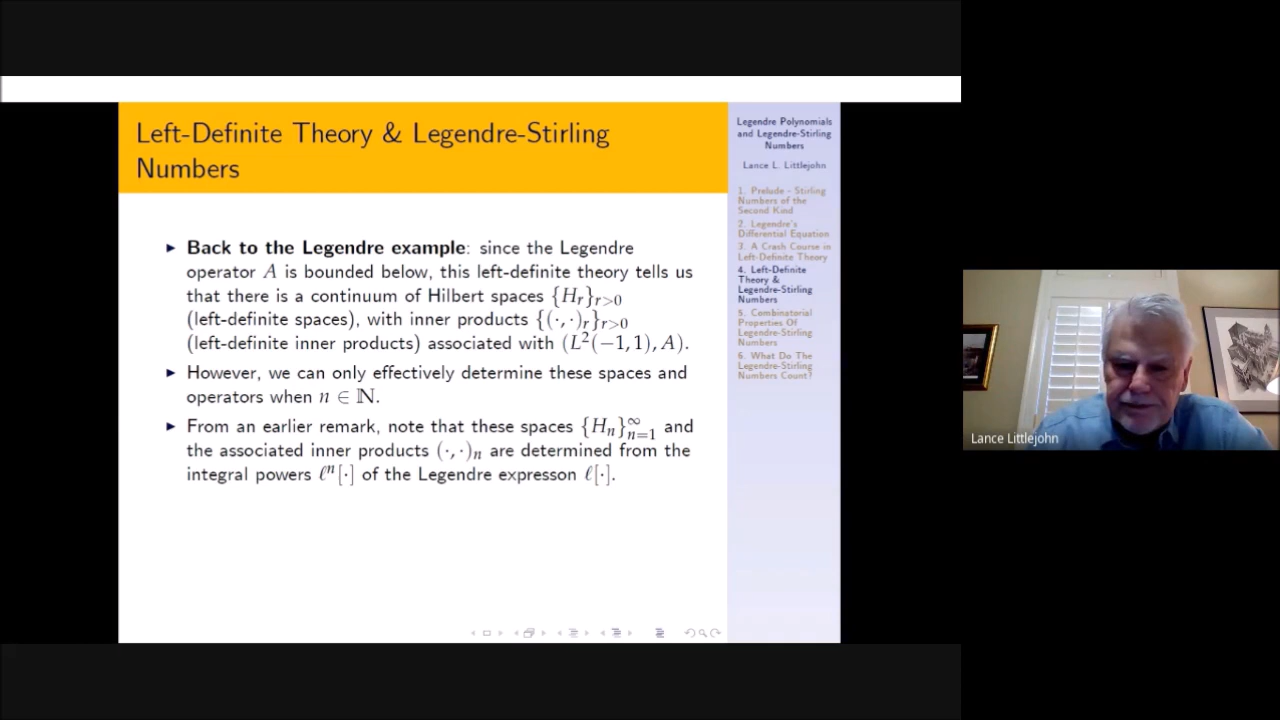 Left-Definite Theory & Legendre-Stirling
Numbers
▶ Back to the Legendre example: since the Legendre
operator A is bounded below, this left-definite theory tells us
that there is a continuum of Hilbert spaces {H_r}_{r>0}
(left-definite spaces), with inner products {(·,·)_r}_{r>0}
(left-definite inner products) associated with (L²(−1,1), A).
▶ However, we can only effectively determine these spaces and
operators when n ∈ ℕ.
▶ From an earlier remark, note that these spaces {H_n}_{n=1}^∞ and
the associated inner products (·,·)_n are determined from the
integral powers ℓⁿ[·] of the Legendre expresson ℓ[·].
Legendre Polynomials
and Legendre-Stirling
Numbers
Lance L. Littlejohn
1. Prelude - Stirling
Numbers of the
Second Kind
2. Legendre's
Differential Equation
3. A Crash Course in
Left-Definite Theory
4. Left-Definite
Theory &
Legendre-Stirling
Numbers
5. Combinatorial
Properties Of
Legendre-Stirling
Numbers
6. What Do The
Legendre-Stirling
Numbers Count?
Lance Littlejohn